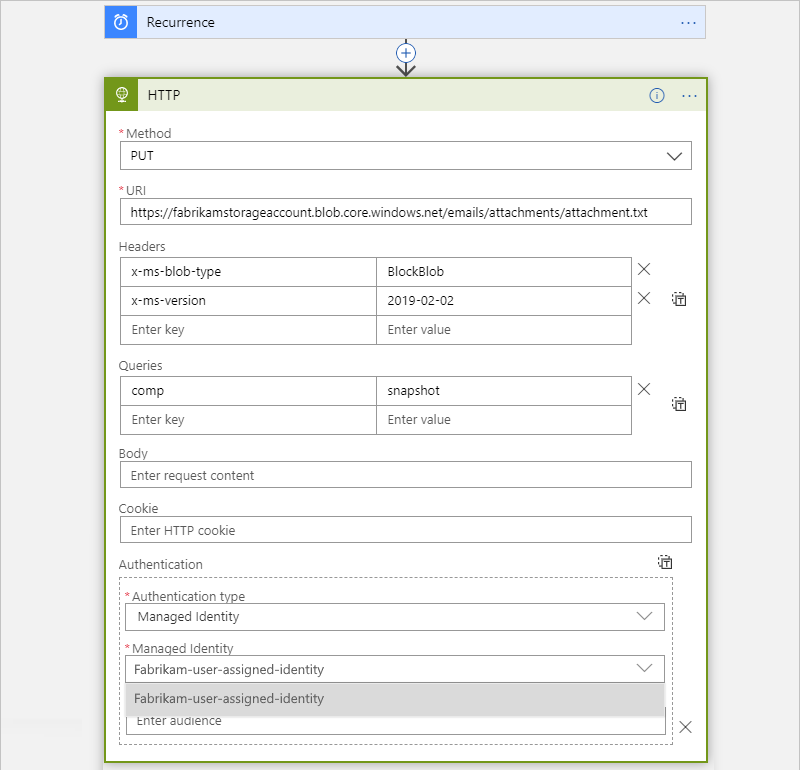 Recurrence
HTTP
* Method
PUT
* URI
https://fabrikamstorageaccount.blob.core.windows.net/emails/attachments/attachment.txt
Headers
x-ms-blob-type BlockBlob
x-ms-version 2019-02-02
Enter key Enter value
Queries
comp snapshot
Enter key Enter value
Body
Enter request content
Cookie
Enter HTTP cookie
Authentication
* Authentication type
Managed Identity
* Managed Identity
Fabrikam-user-assigned-identity
Fabrikam-user-assigned-identity
Enter audience